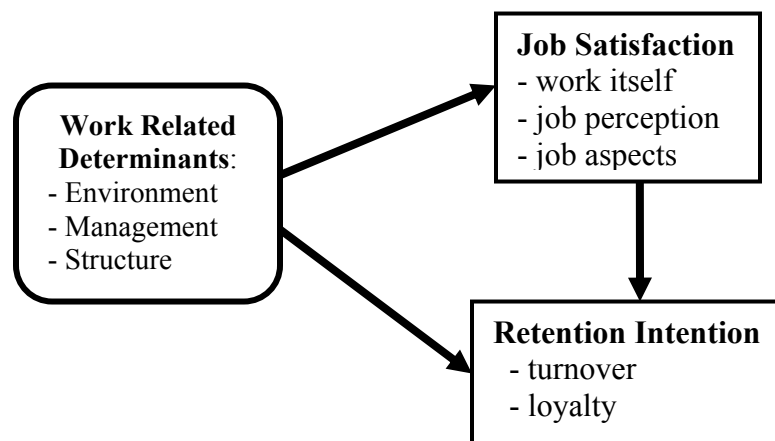 Work Related
Determinants:
- Environment
- Management
- Structure
Job Satisfaction
- work itself
- job perception
- job aspects
Retention Intention
- turnover
- loyalty